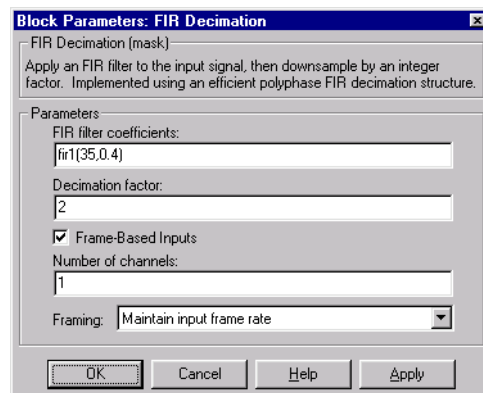 Block Parameters: FIR Decimation
FIR Decimation (mask)
Apply an FIR filter to the input signal, then downsample by an integer
factor. Implemented using an efficient polyphase FIR decimation structure.
Parameters
FIR filter coefficients:
fir1(35,0.4)
Decimation factor:
2
Frame-Based Inputs
Number of channels:
1
Framing: Maintain input frame rate
OK Cancel Help Apply